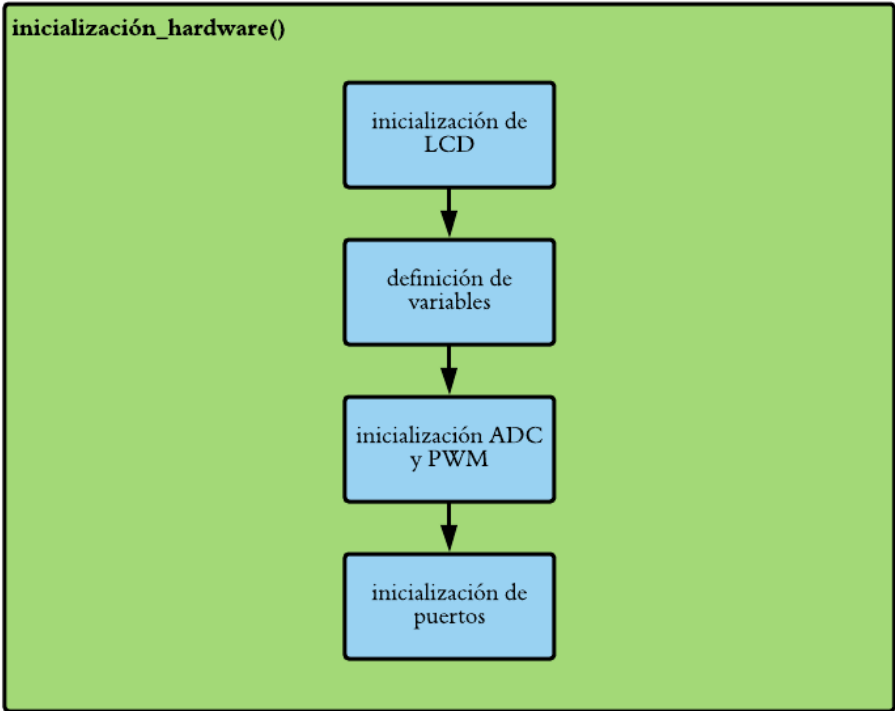 inicialización_hardware()
inicialización de
LCD
definición de
variables
inicialización ADC
y PWM
inicialización de
puertos